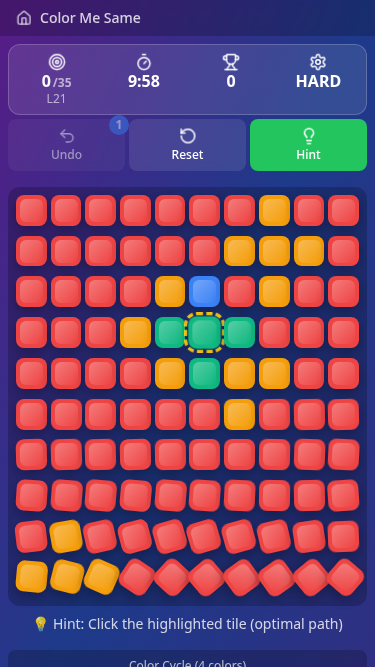 Color Me Same
0/35
L21
9:58
0
HARD
Undo
1
Reset
Hint
💡 Hint: Click the highlighted tile (optimal path)
Color Cycle (4 colors)